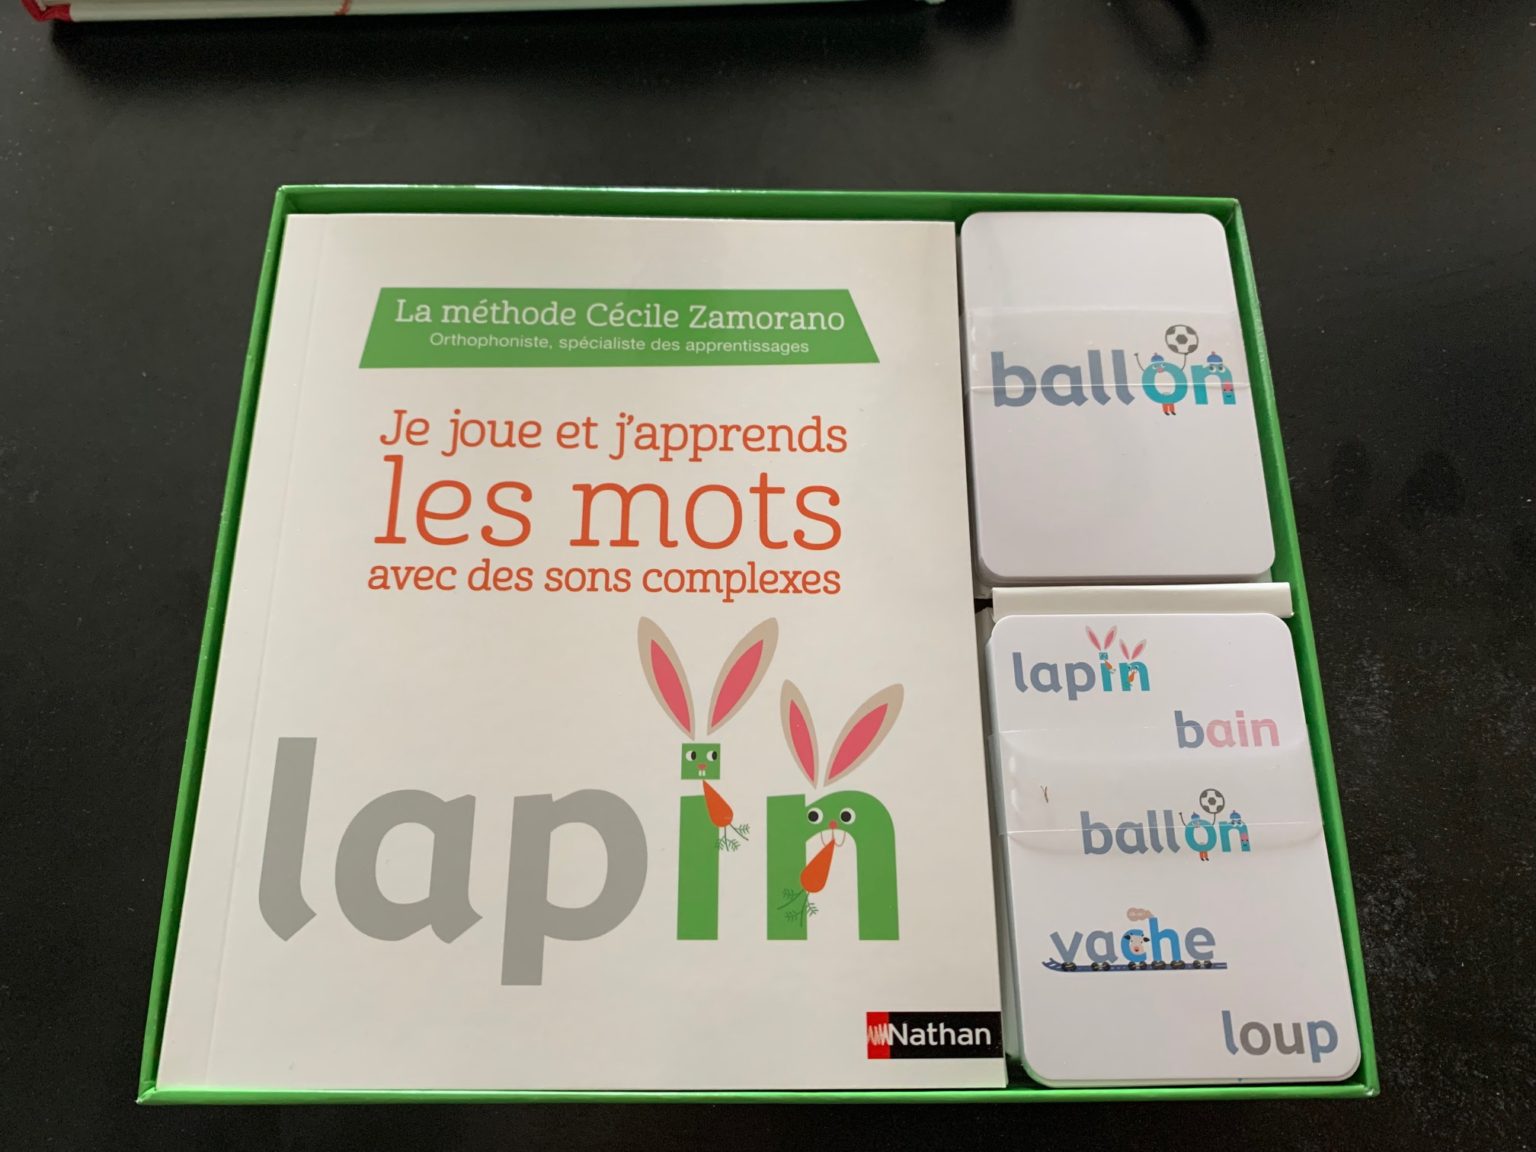 La méthode Cécile Zamorano
Orthophoniste, spécialiste des apprentissages
Je joue et j'apprends
les mots
avec des sons complexes
lapin
Nathan
ballon
lapin
bain
ballon
vache
loup